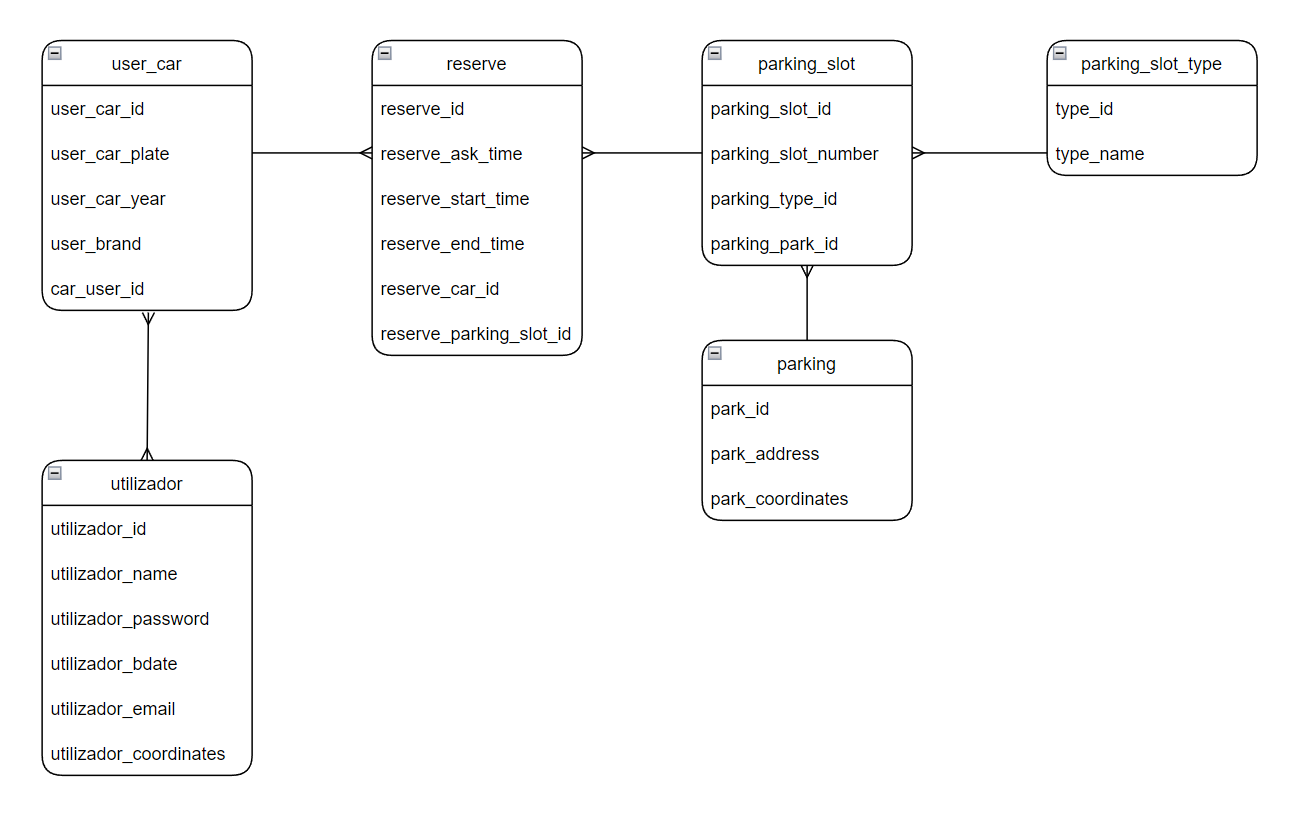 user_car
user_car_id
user_car_plate
user_car_year
user_brand
car_user_id
reserve
reserve_id
reserve_ask_time
reserve_start_time
reserve_end_time
reserve_car_id
reserve_parking_slot_id
parking_slot
parking_slot_id
parking_slot_number
parking_type_id
parking_park_id
parking_slot_type
type_id
type_name
parking
park_id
park_address
park_coordinates
utilizador
utilizador_id
utilizador_name
utilizador_password
utilizador_bdate
utilizador_email
utilizador_coordinates